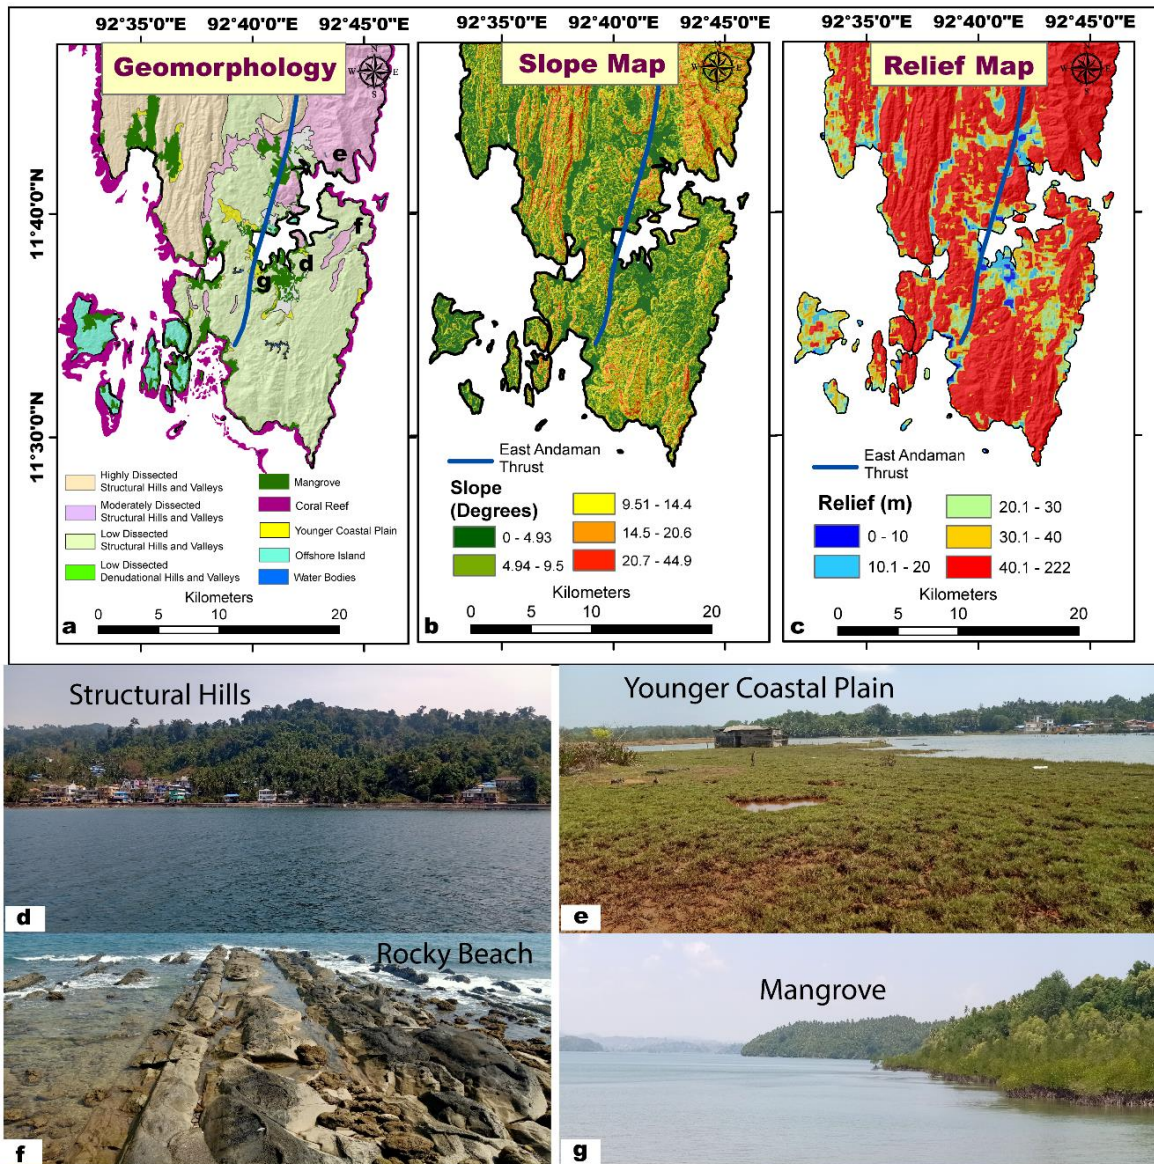 92°35'0"E 92°40'0"E 92°45'0"E 92°35'0"E 92°40'0"E 92°45'0"E 92°35'0"E 92°40'0"E 92°45'0"E
Geomorphology
N
W E
S
11°40'0"N
11°30'0"N
e
f
d
g
Highly Dissected
Structural Hills and Valleys
Moderately Dissected
Structural Hills and Valleys
Low Dissected
Structural Hills and Valleys
Low Dissected
Denudational Hills and Valleys
Mangrove
Coral Reef
Younger Coastal Plain
Offshore Island
Water Bodies
Kilometers
0 5 10 20
a
Slope Map
N
W E
S
East Andaman
Thrust
Slope
(Degrees)
0 - 4.93
4.94 - 9.5
9.51 - 14.4
14.5 - 20.6
20.7 - 44.9
Kilometers
0 5 10 20
b
Relief Map
N
W E
S
East Andaman
Thrust
Relief (m)
0 - 10
10.1 - 20
20.1 - 30
30.1 - 40
40.1 - 222
Kilometers
0 5 10 20
c
Structural Hills
d
Younger Coastal Plain
e
Rocky Beach
f
Mangrove
g